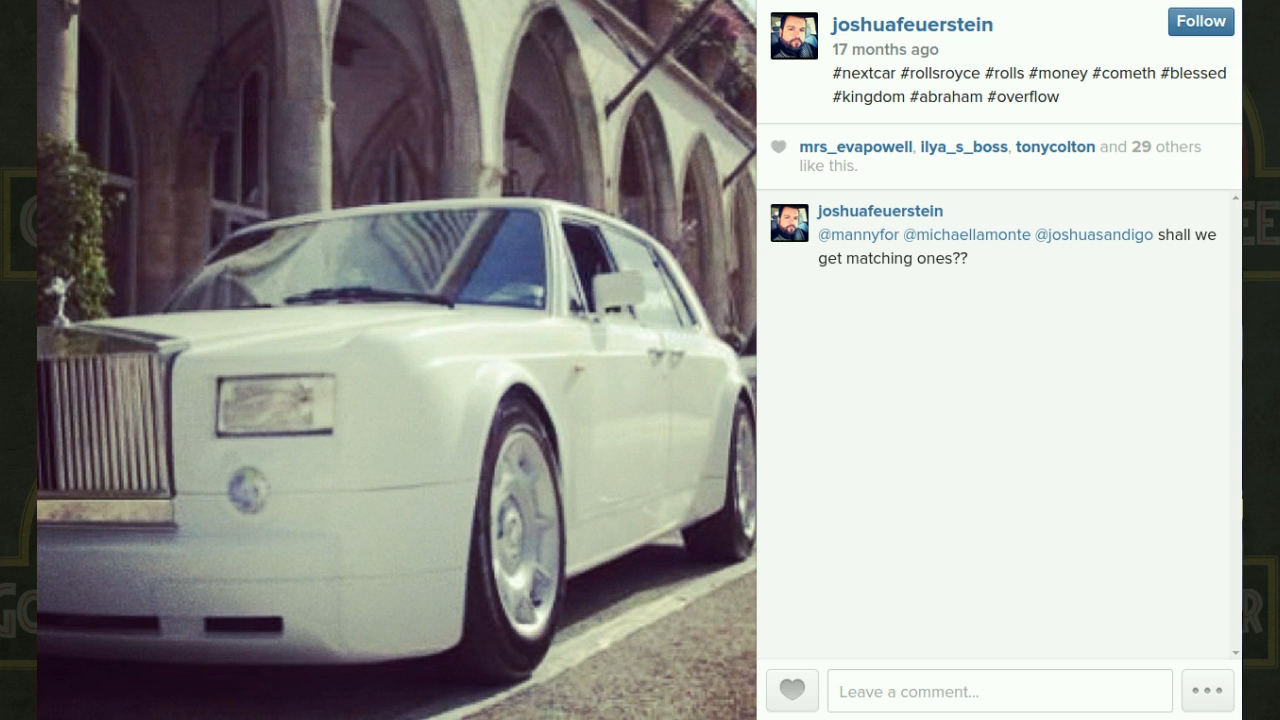 joshuafeuerstein
Follow
17 months ago
#nextcar #rollsroyce #rolls #money #cometh #blessed
#kingdom #abraham #overflow
mrs_evapowell, ilya_s_boss, tonycolton and 29 others
like this.
joshuafeuerstein
@mannyfor @michaellamonte @joshuasandigo shall we
get matching ones??
Leave a comment...